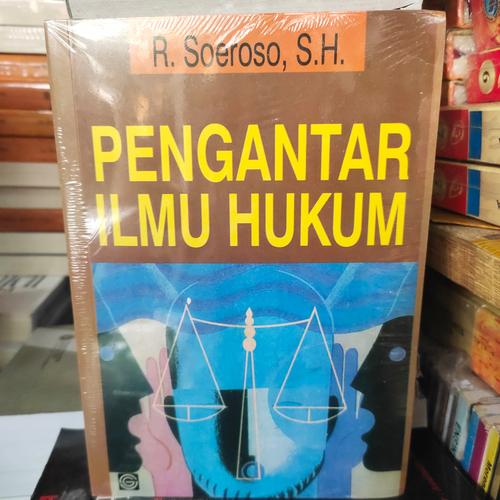 R. Soeroso, S.H.
PENGANTAR
ILMU HUKUM